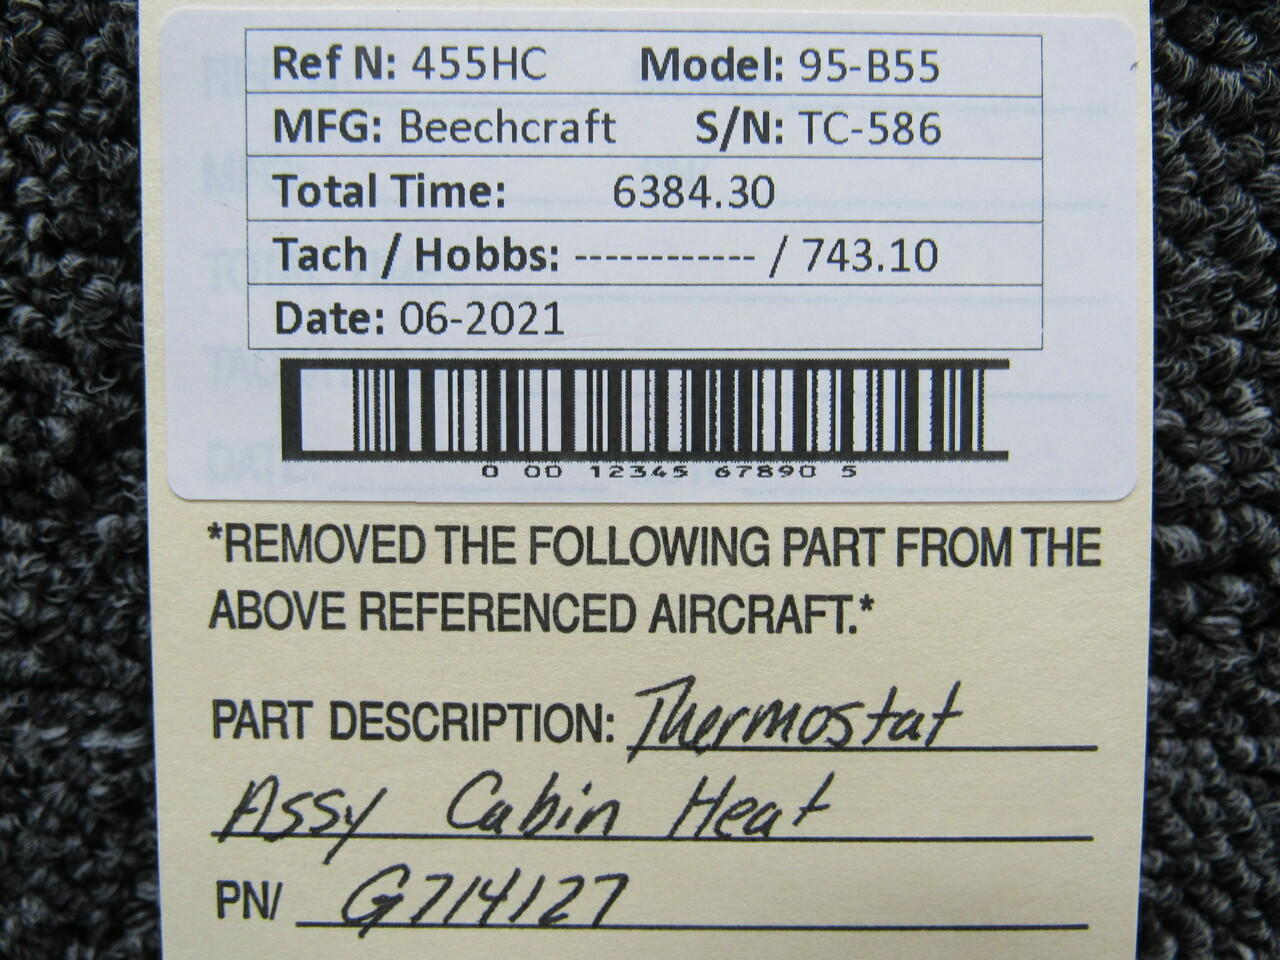 Ref N: 455HC Model: 95-B55
MFG: Beechcraft S/N: TC-586
Total Time: 6384.30
Tach / Hobbs: ------------ / 743.10
Date: 06-2021
0 00 12345 67890 5
*REMOVED THE FOLLOWING PART FROM THE
ABOVE REFERENCED AIRCRAFT.*
PART DESCRIPTION: Thermostat
Assy Cabin Heat
PN/ G714127